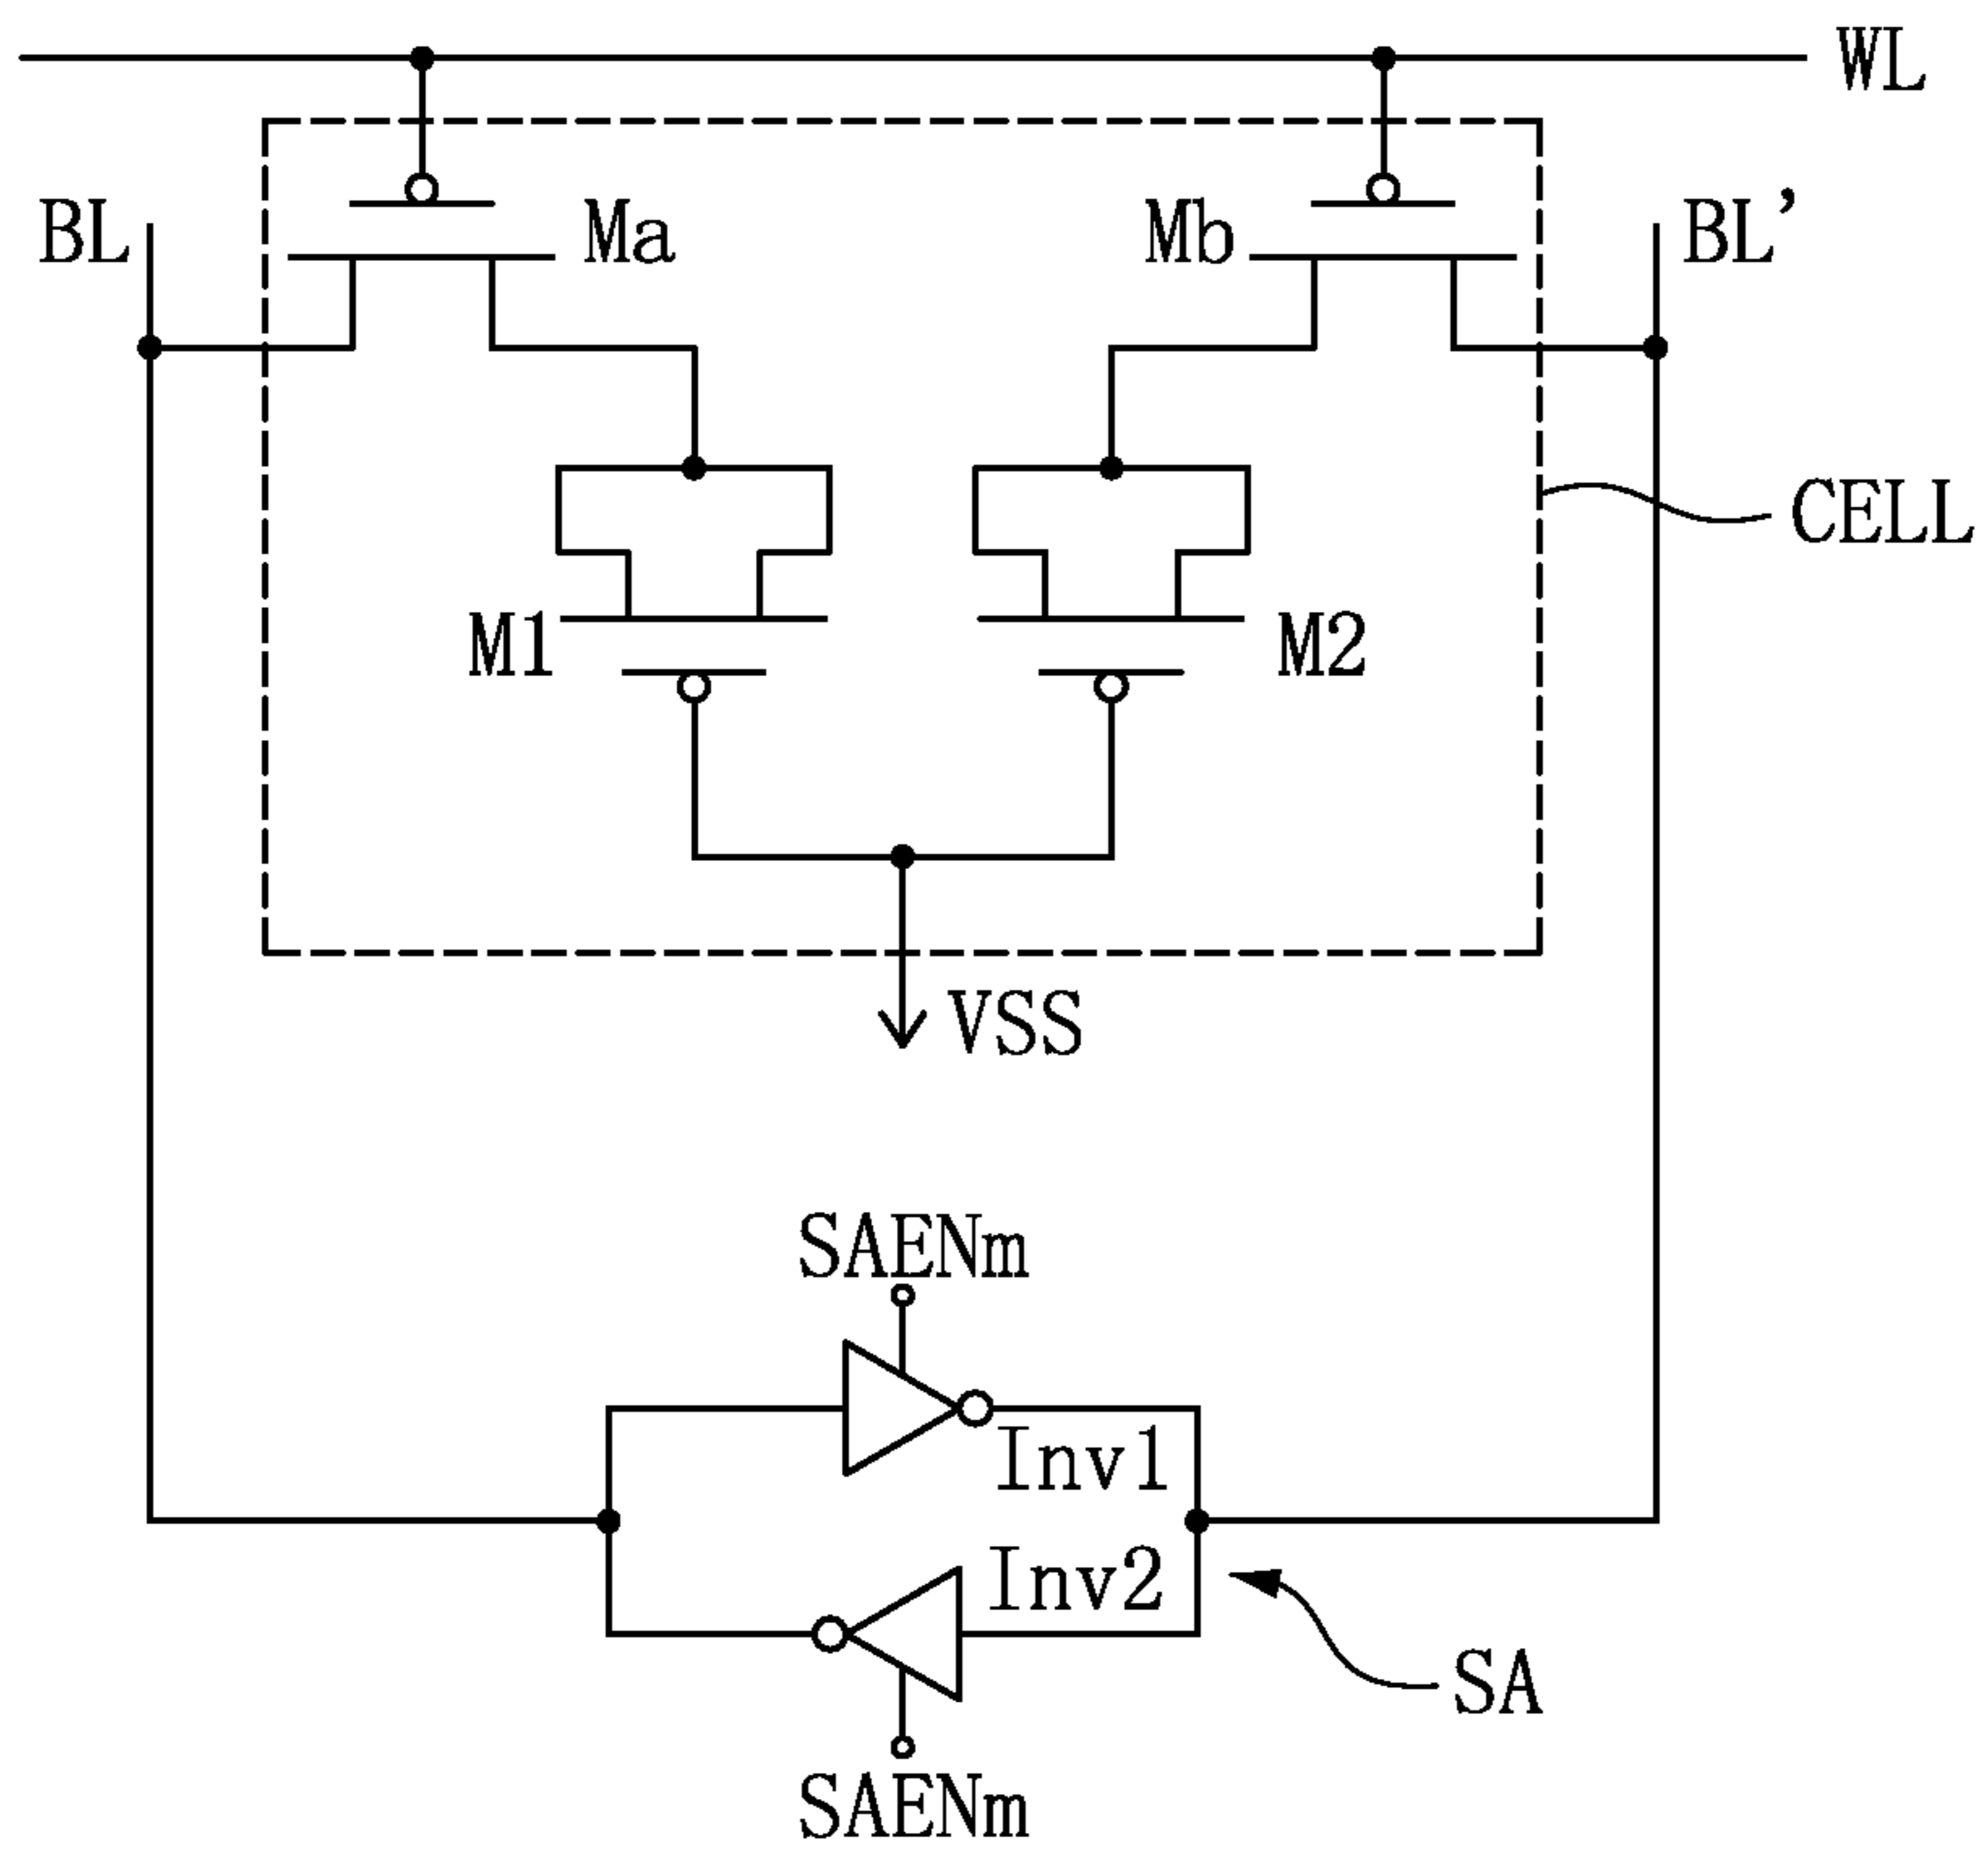 WL
BL
Ma
Mb
BL'
CELL
M1
M2
VSS
SAENm
Inv1
Inv2
SA
SAENm